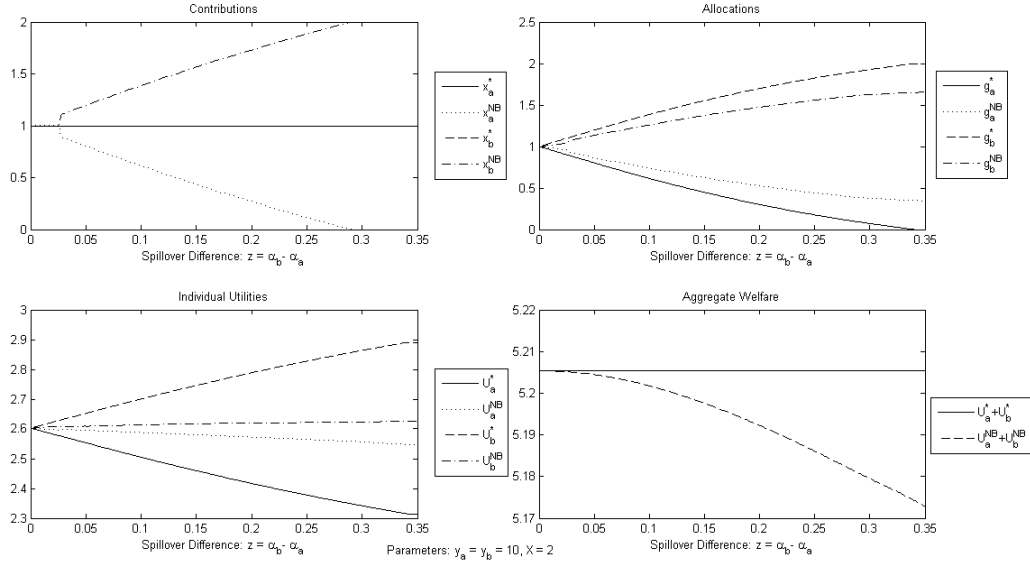 Contributions
2
1.5
1
0.5
0
0 0.05 0.1 0.15 0.2 0.25 0.3 0.35
Spillover Difference: z = α_b - α_a
x_a^*
x_a^NB
x_b^*
x_b^NB
Allocations
2.5
2
1.5
1
0.5
0
0 0.05 0.1 0.15 0.2 0.25 0.3 0.35
Spillover Difference: z = α_b - α_a
g_a^*
g_a^NB
g_b^*
g_b^NB
Individual Utilities
3
2.9
2.8
2.7
2.6
2.5
2.4
2.3
0 0.05 0.1 0.15 0.2 0.25 0.3 0.35
Spillover Difference: z = α_b - α_a
U_a^*
U_a^NB
U_b^*
U_b^NB
Aggregate Welfare
5.22
5.21
5.2
5.19
5.18
5.17
0 0.05 0.1 0.15 0.2 0.25 0.3 0.35
Spillover Difference: z = α_b - α_a
U_a^*+U_b^*
U_a^NB+U_b^NB
Parameters: y_a = y_b = 10, X = 2